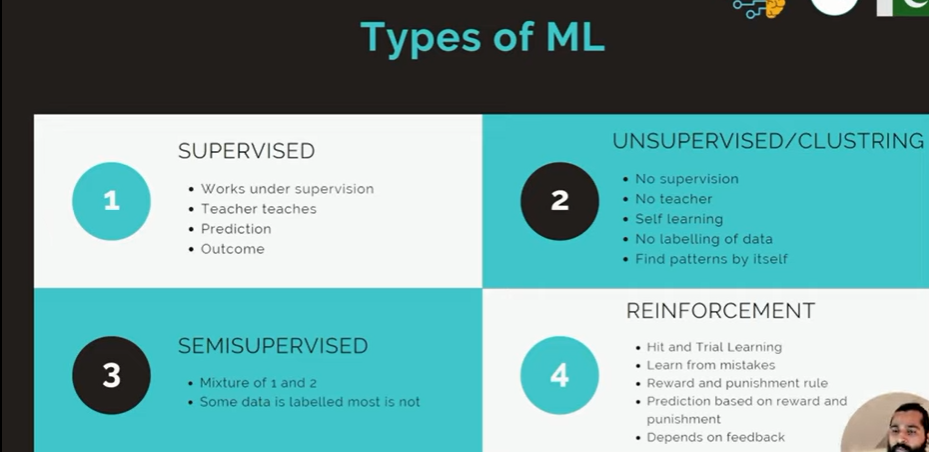 Types of ML
1
SUPERVISED
Works under supervision
Teacher teaches
Prediction
Outcome
2
UNSUPERVISED/CLUSTRING
No supervision
No teacher
Self learning
No labelling of data
Find patterns by itself
3
SEMISUPERVISED
Mixture of 1 and 2
Some data is labelled most is not
4
REINFORCEMENT
Hit and Trial Learning
Learn from mistakes
Reward and punishment rule
Prediction based on reward and
punishment
Depends on feedback